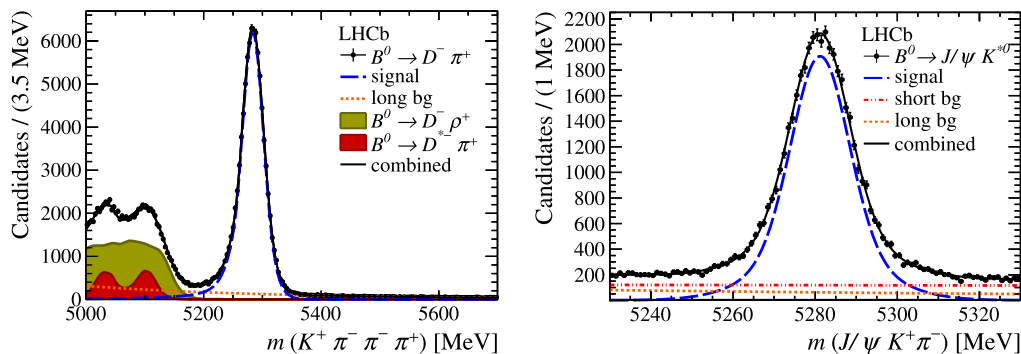 LHCb
B⁰ → D⁻ π⁺
signal
long bg
B⁰ → D⁻ ρ⁺
B⁰ → D*⁻ π⁺
combined
Candidates / (3.5 MeV)
6000
5000
4000
3000
2000
1000
0
5000 5200 5400 5600
m (K⁺ π⁻ π⁻ π⁺) [MeV]
LHCb
B⁰ → J/ψ K*⁰
signal
short bg
long bg
combined
Candidates / (1 MeV)
2200
2000
1800
1600
1400
1200
1000
800
600
400
200
0
5240 5260 5280 5300 5320
m (J/ψ K⁺π⁻) [MeV]